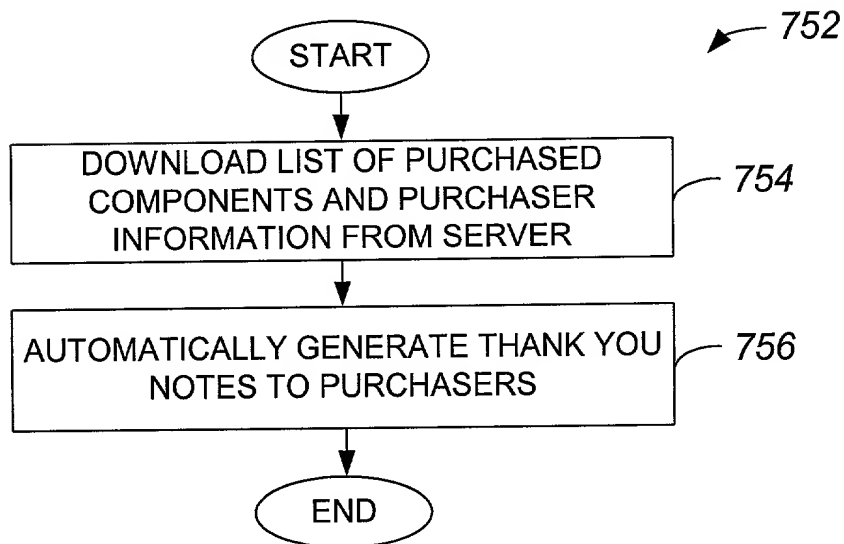 752
START
DOWNLOAD LIST OF PURCHASED
COMPONENTS AND PURCHASER
INFORMATION FROM SERVER
754
AUTOMATICALLY GENERATE THANK YOU
NOTES TO PURCHASERS
756
END